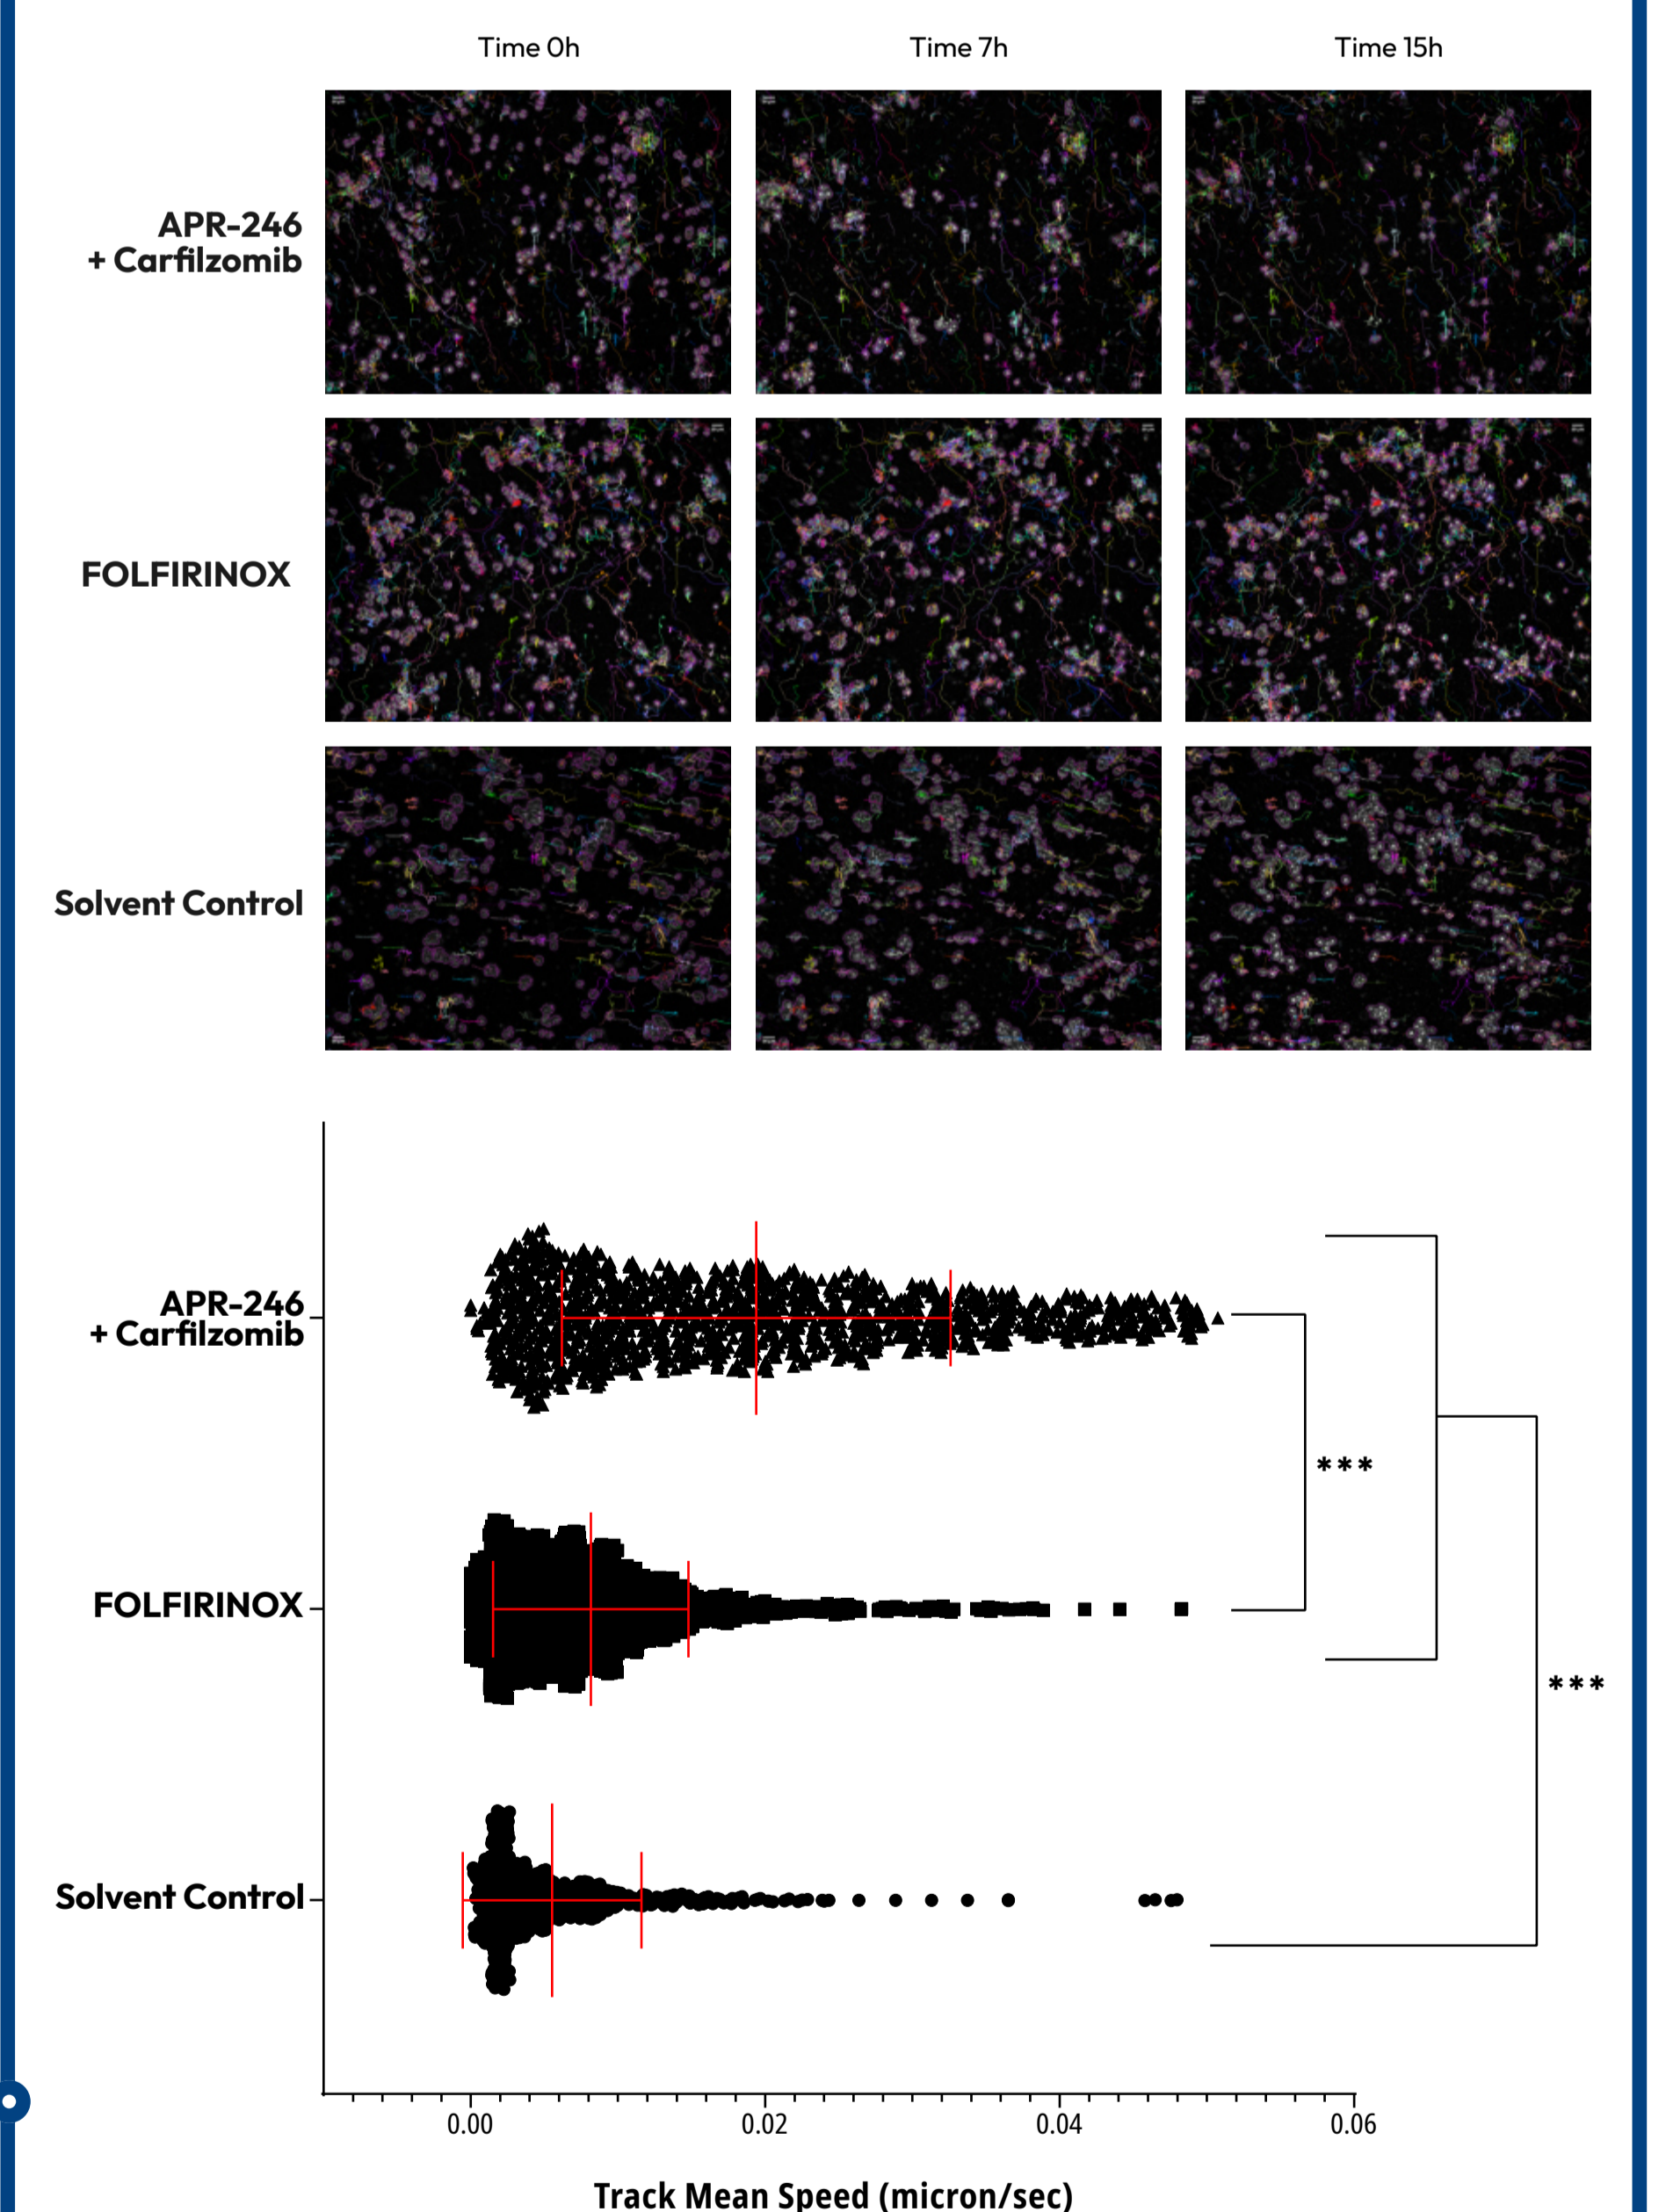 Time 0h
Time 7h
Time 15h
APR-246
+ Carfilzomib
FOLFIRINOX
Solvent Control
APR-246
+ Carfilzomib
***
FOLFIRINOX
***
Solvent Control
0.00
0.02
0.04
0.06
Track Mean Speed (micron/sec)